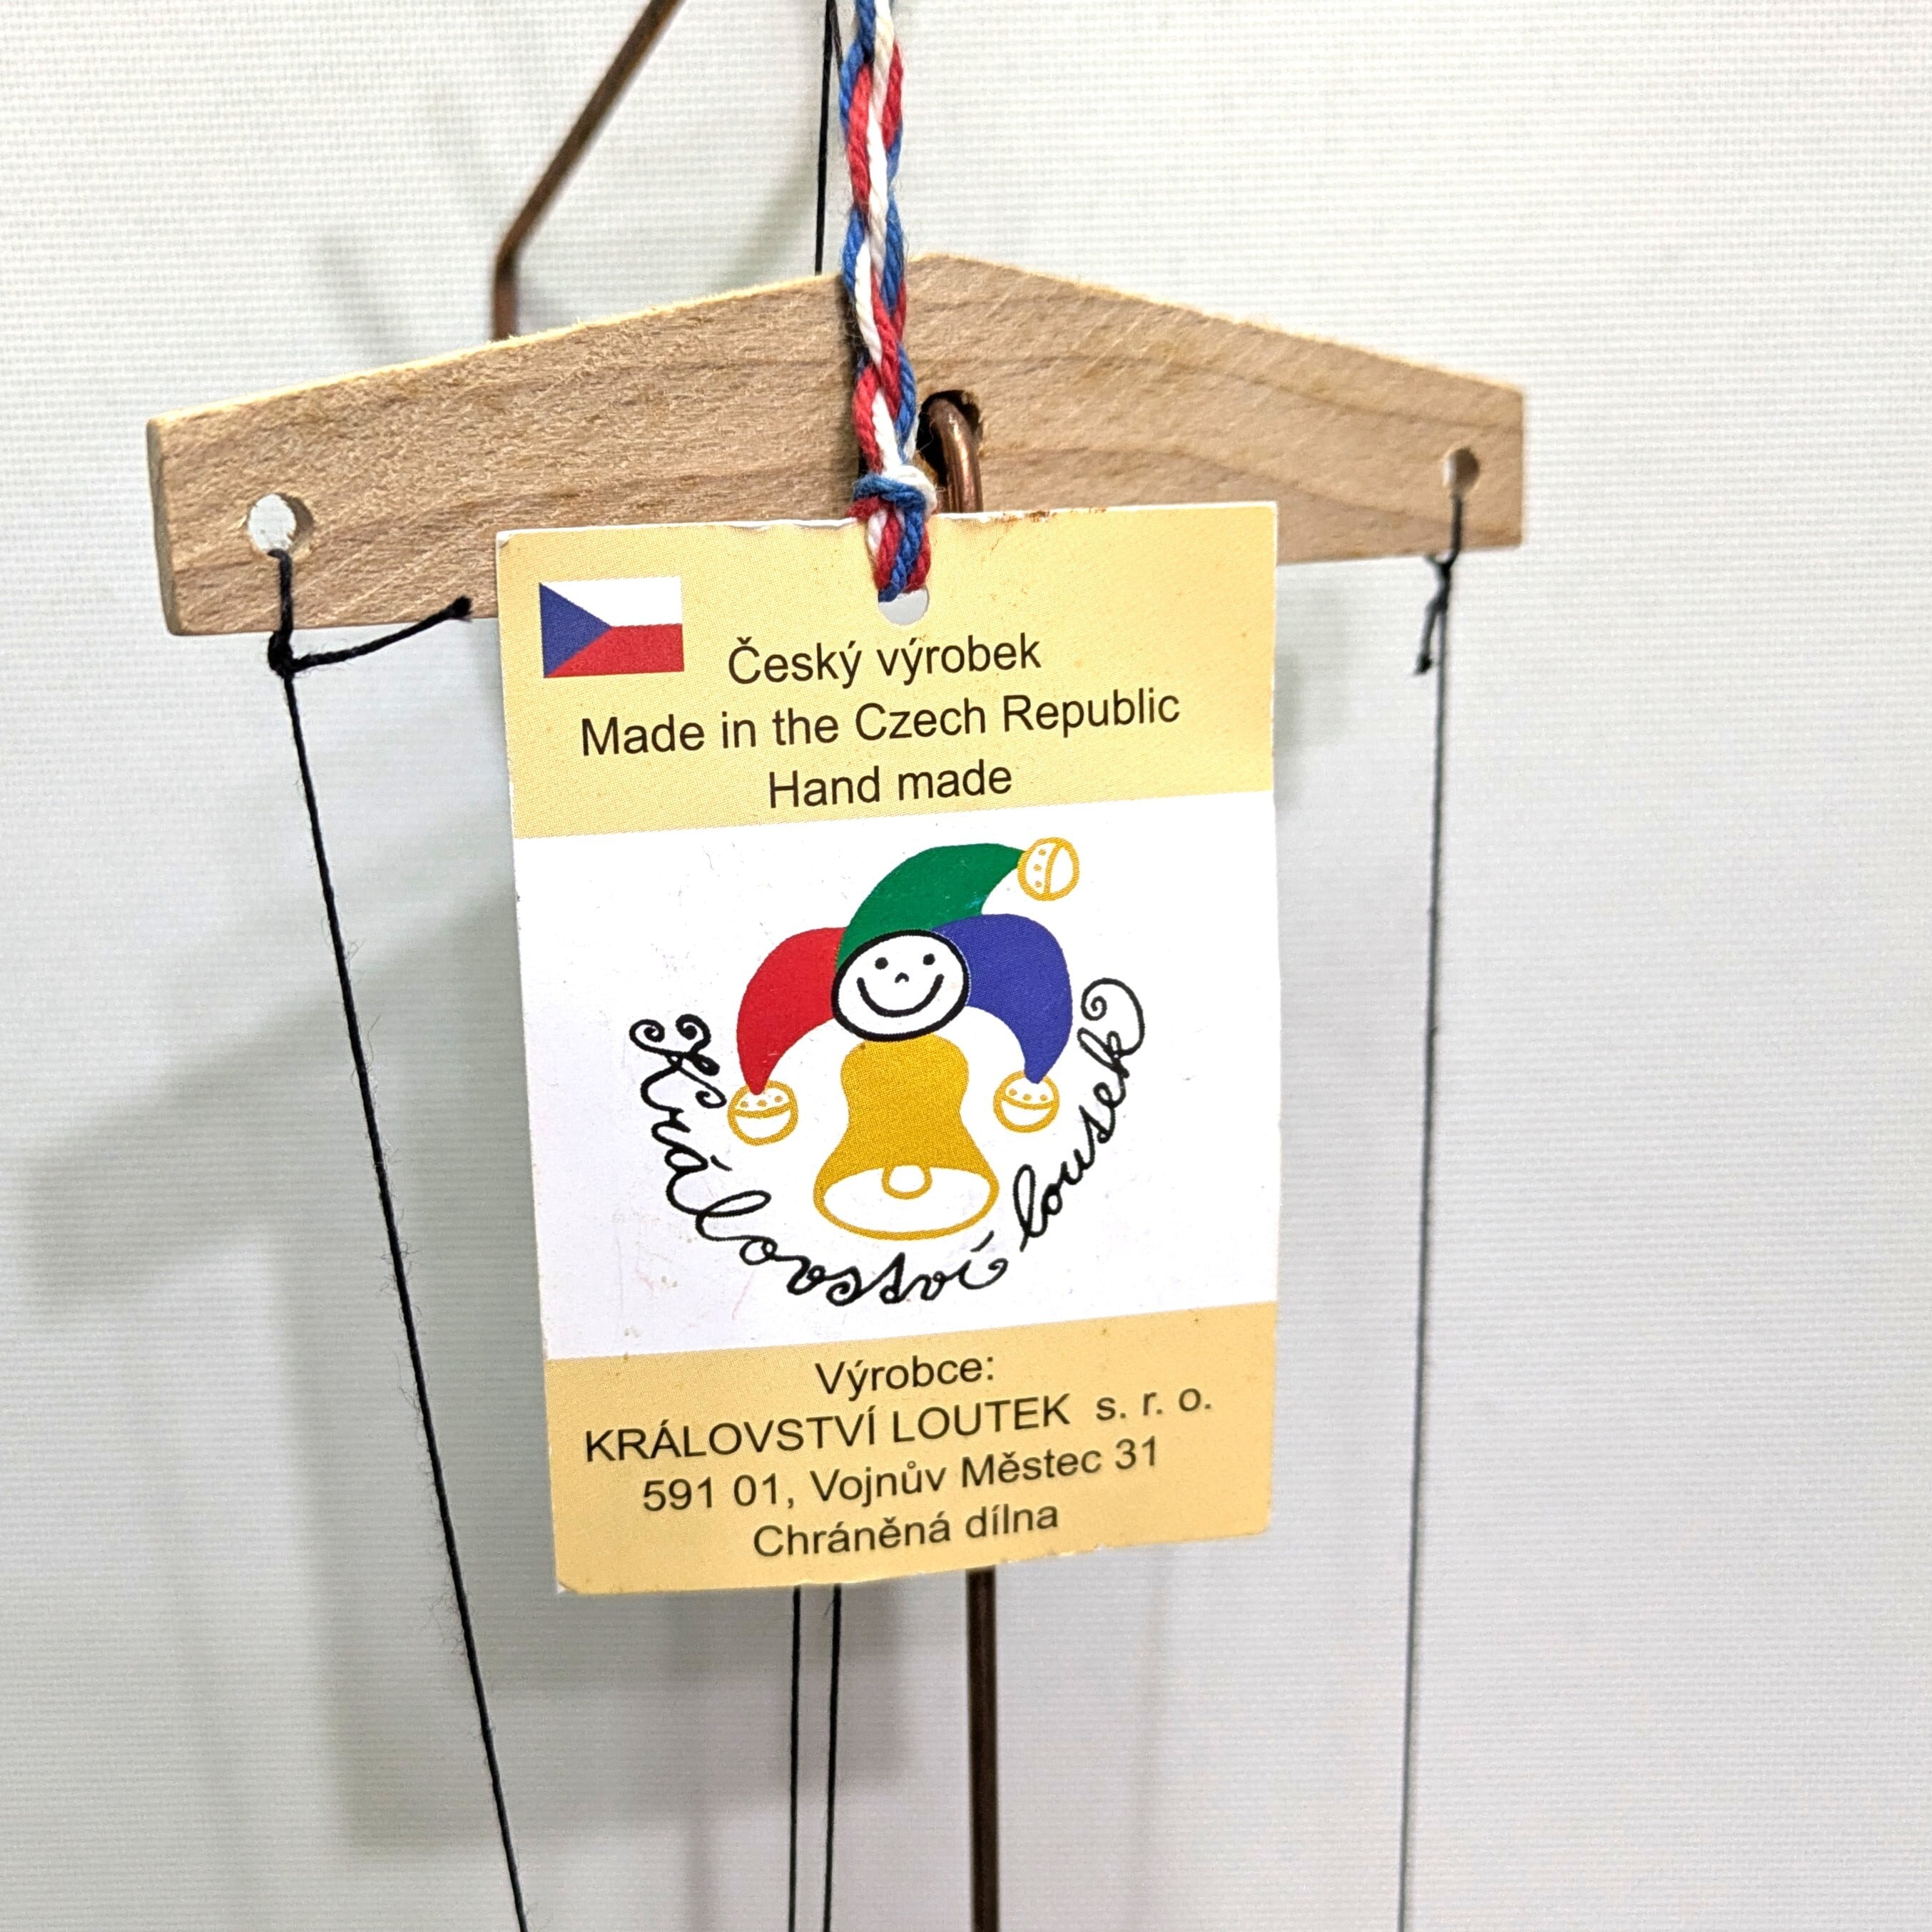 Český výrobek
Made in the Czech Republic
Hand made
Království loutek
Výrobce:
KRÁLOVSTVÍ LOUTEK s. r. o.
591 01, Vojnův Městec 31
Chráněná dílna